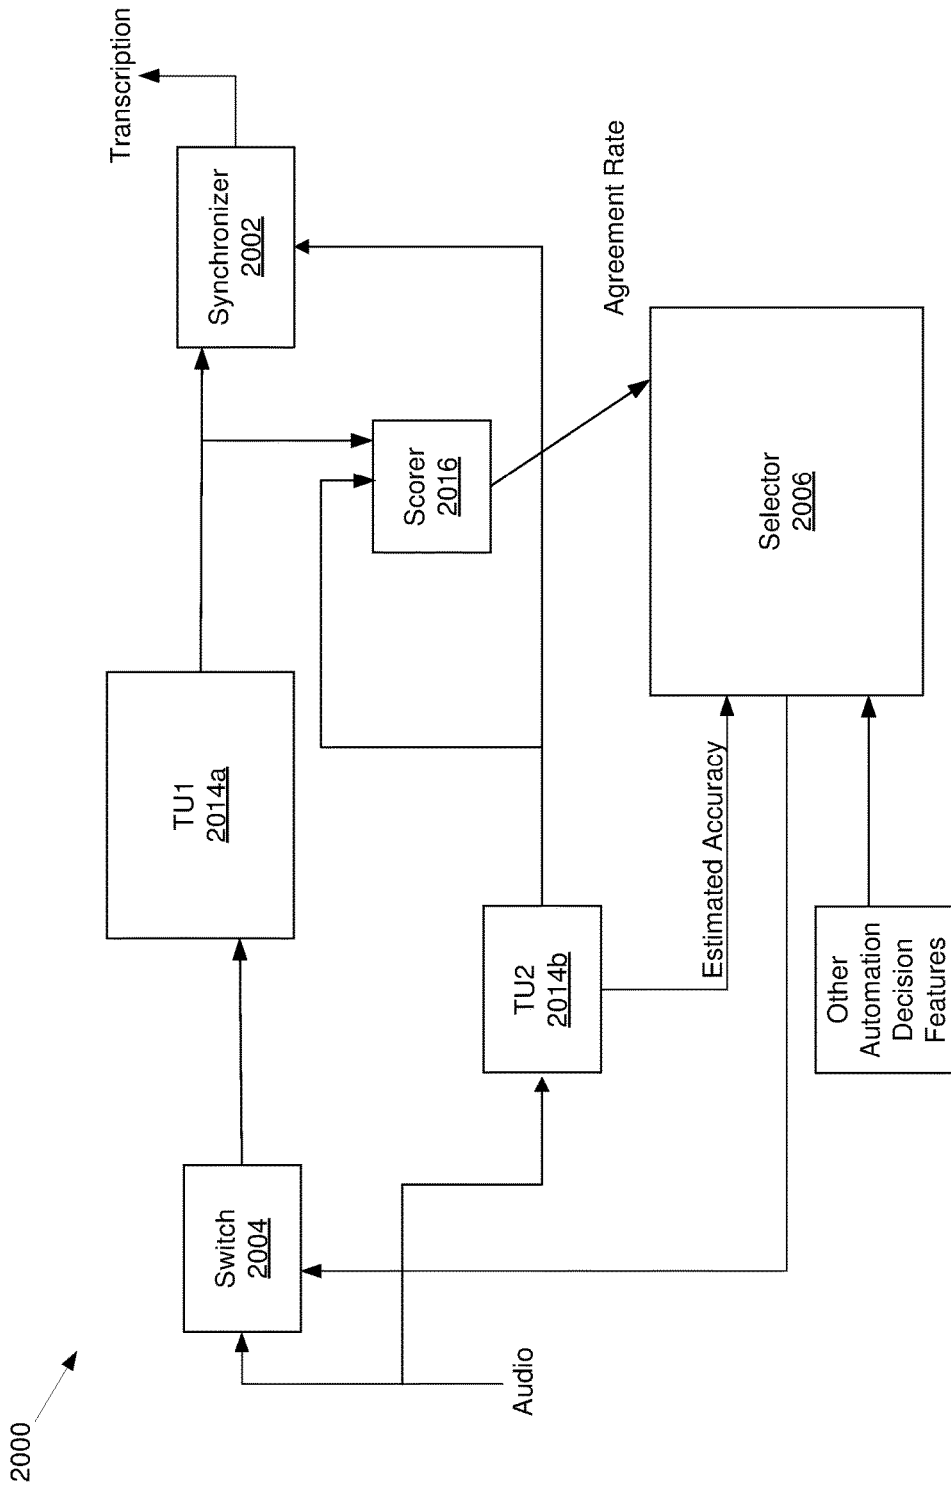 2000
Audio
Switch
2004
TU1
2014a
TU2
2014b
Scorer
2016
Synchronizer
2002
Transcription
Agreement Rate
Estimated Accuracy
Selector
2006
Other
Automation
Decision
Features